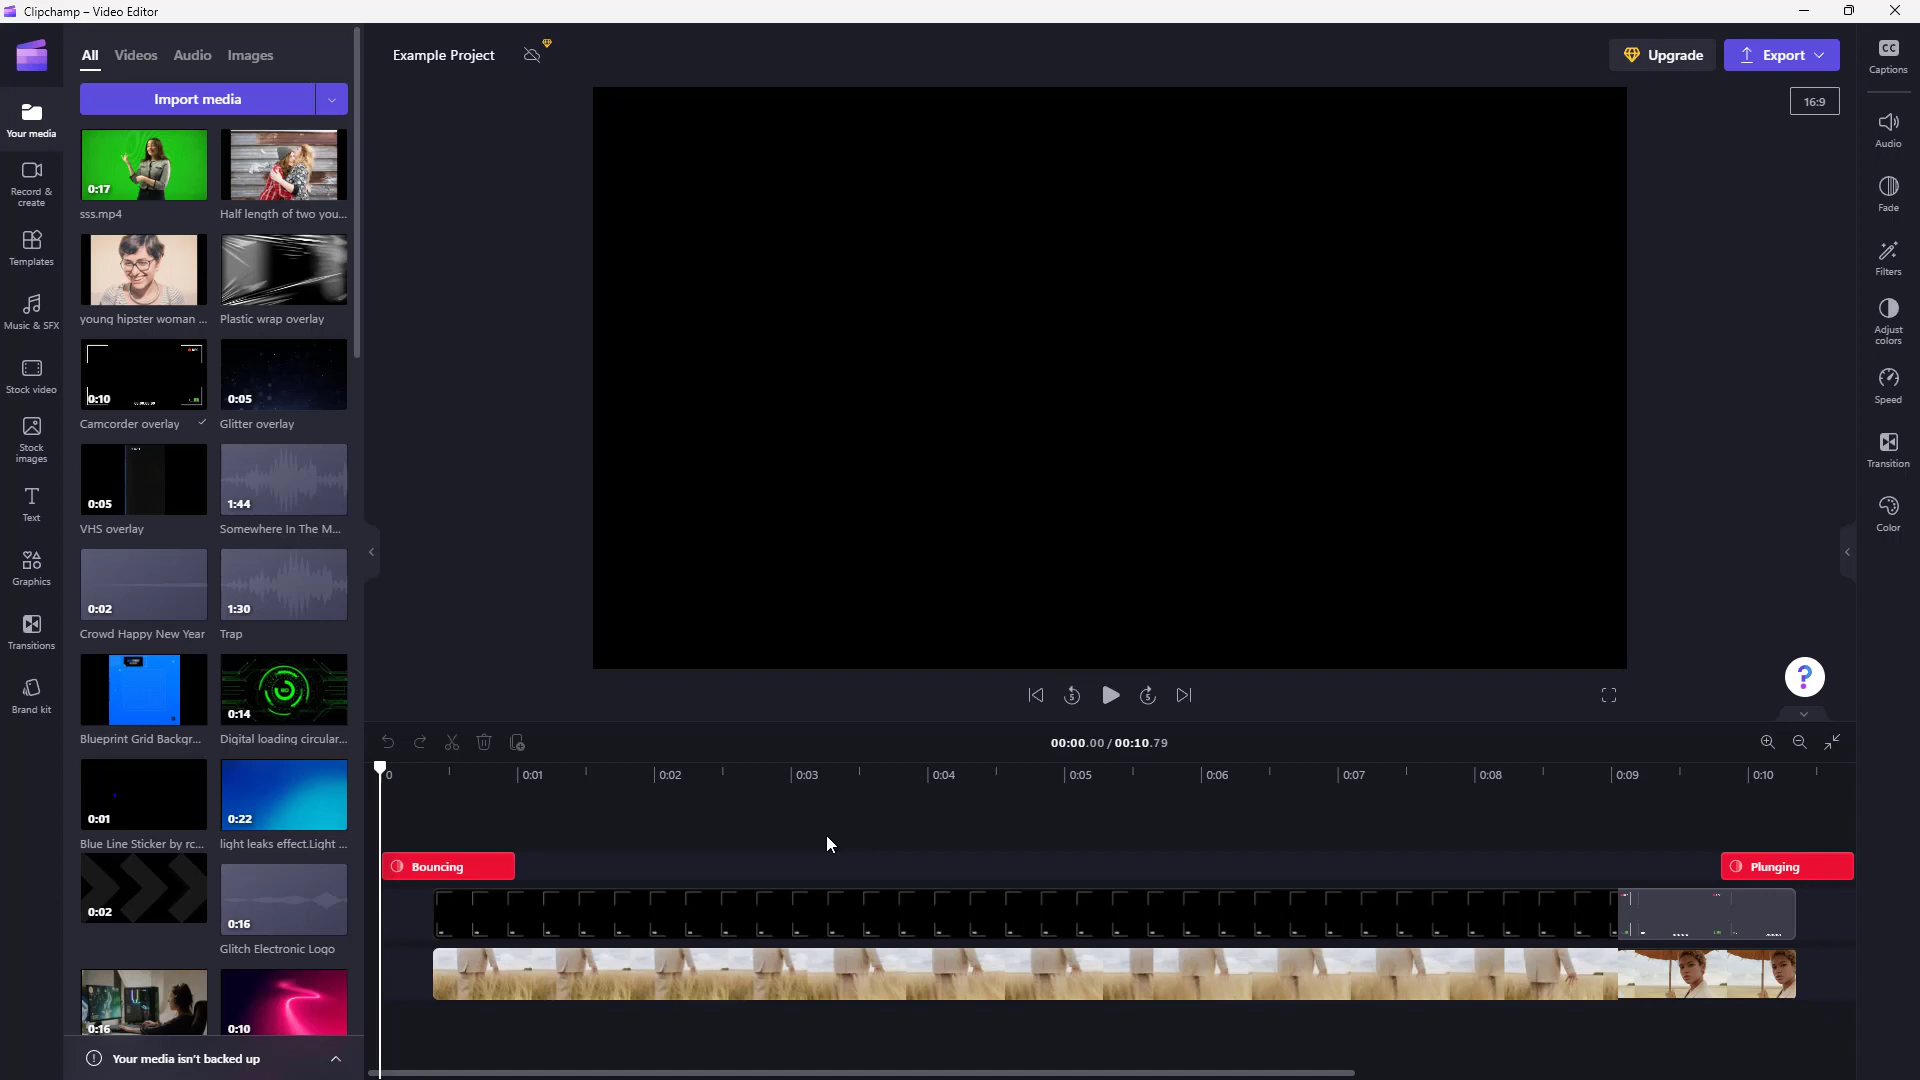 Clipchamp – Video Editor
All Videos Audio Images
Import media
Your media
Record & create
Templates
Music & SFX
Stock video
Stock images
Text
Graphics
Transitions
Brand kit
0:17
sss.mp4
Half length of two you...
young hipster woman ...
Plastic wrap overlay
0:10
Camcorder overlay
0:05
Glitter overlay
0:05
VHS overlay
1:44
Somewhere In The M...
0:02
Crowd Happy New Year
1:30
Trap
Blueprint Grid Backgr...
0:14
Digital loading circular...
0:01
Blue Line Sticker by rc...
0:22
light leaks effect.Light ...
0:02
0:16
Glitch Electronic Logo
0:16
0:10
Your media isn't backed up
Example Project
Upgrade
Export
16:9
5
5
?
00:00.00 / 00:10.79
0 0:01 0:02 0:03 0:04 0:05 0:06 0:07 0:08 0:09 0:10
Bouncing
Plunging
CC
Captions
Audio
Fade
Filters
Adjust colors
Speed
Transition
Color